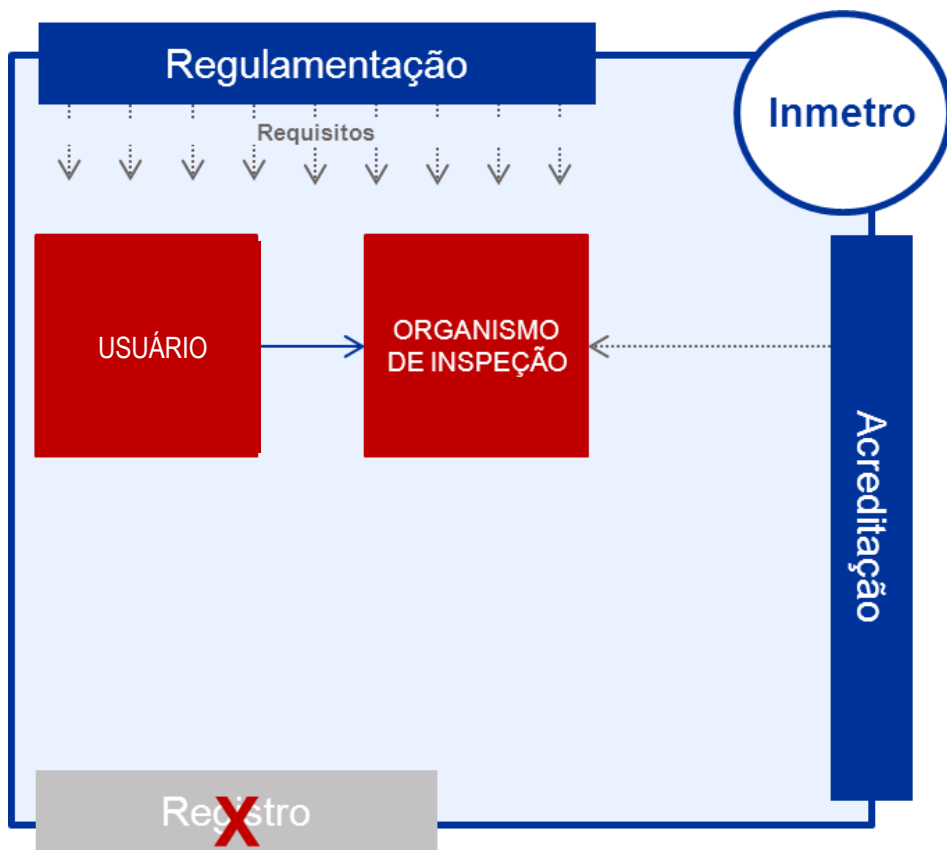 Regulamentação
Inmetro
Requisitos
USUÁRIO
ORGANISMO
DE INSPEÇÃO
Acreditação
Registro
X